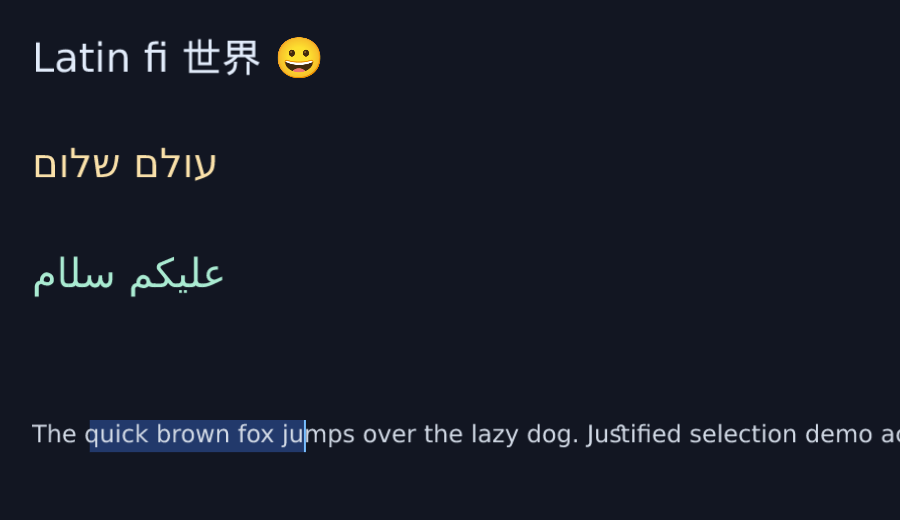 Latin fi 世界 😀
עולם שלום
عليكم سلام
The quick brown fox jumps over the lazy dog. Justified selection demo